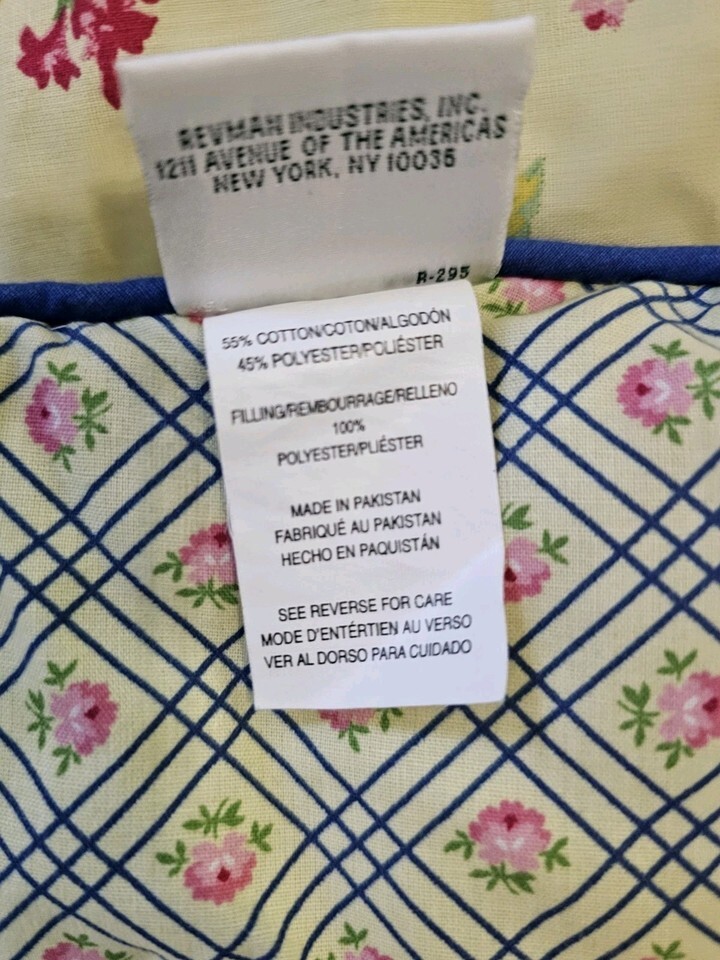 REVMAN INDUSTRIES, INC.
1211 AVENUE OF THE AMERICAS
NEW YORK, NY 10036
R-295
55% COTTON/COTON/ALGODÓN
45% POLYESTER/POLIÉSTER
FILLING/REMBOURRAGE/RELLENO
100%
POLYESTER/PLIÉSTER
MADE IN PAKISTAN
FABRIQUÉ AU PAKISTAN
HECHO EN PAQUISTÁN
SEE REVERSE FOR CARE
MODE D'ENTÉRTIEN AU VERSO
VER AL DORSO PARA CUIDADO